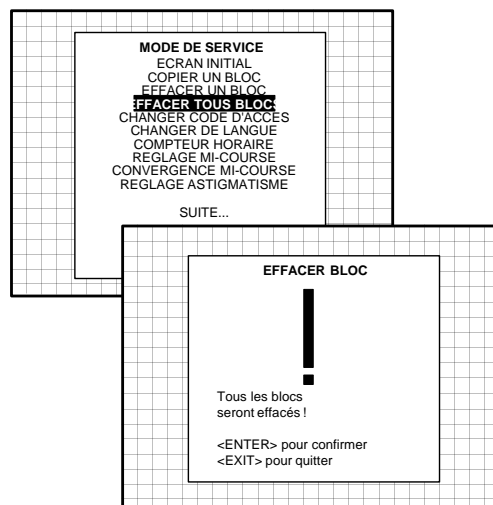 MODE DE SERVICE
ECRAN INITIAL
COPIER UN BLOC
EFFACER UN BLOC
EFFACER TOUS BLOCS
CHANGER CODE D'ACCES
CHANGER DE LANGUE
COMPTEUR HORAIRE
REGLAGE MI-COURSE
CONVERGENCE MI-COURSE
REGLAGE ASTIGMATISME
SUITE...
EFFACER BLOC
!
Tous les blocs
seront effacés !
<ENTER> pour confirmer
<EXIT> pour quitter